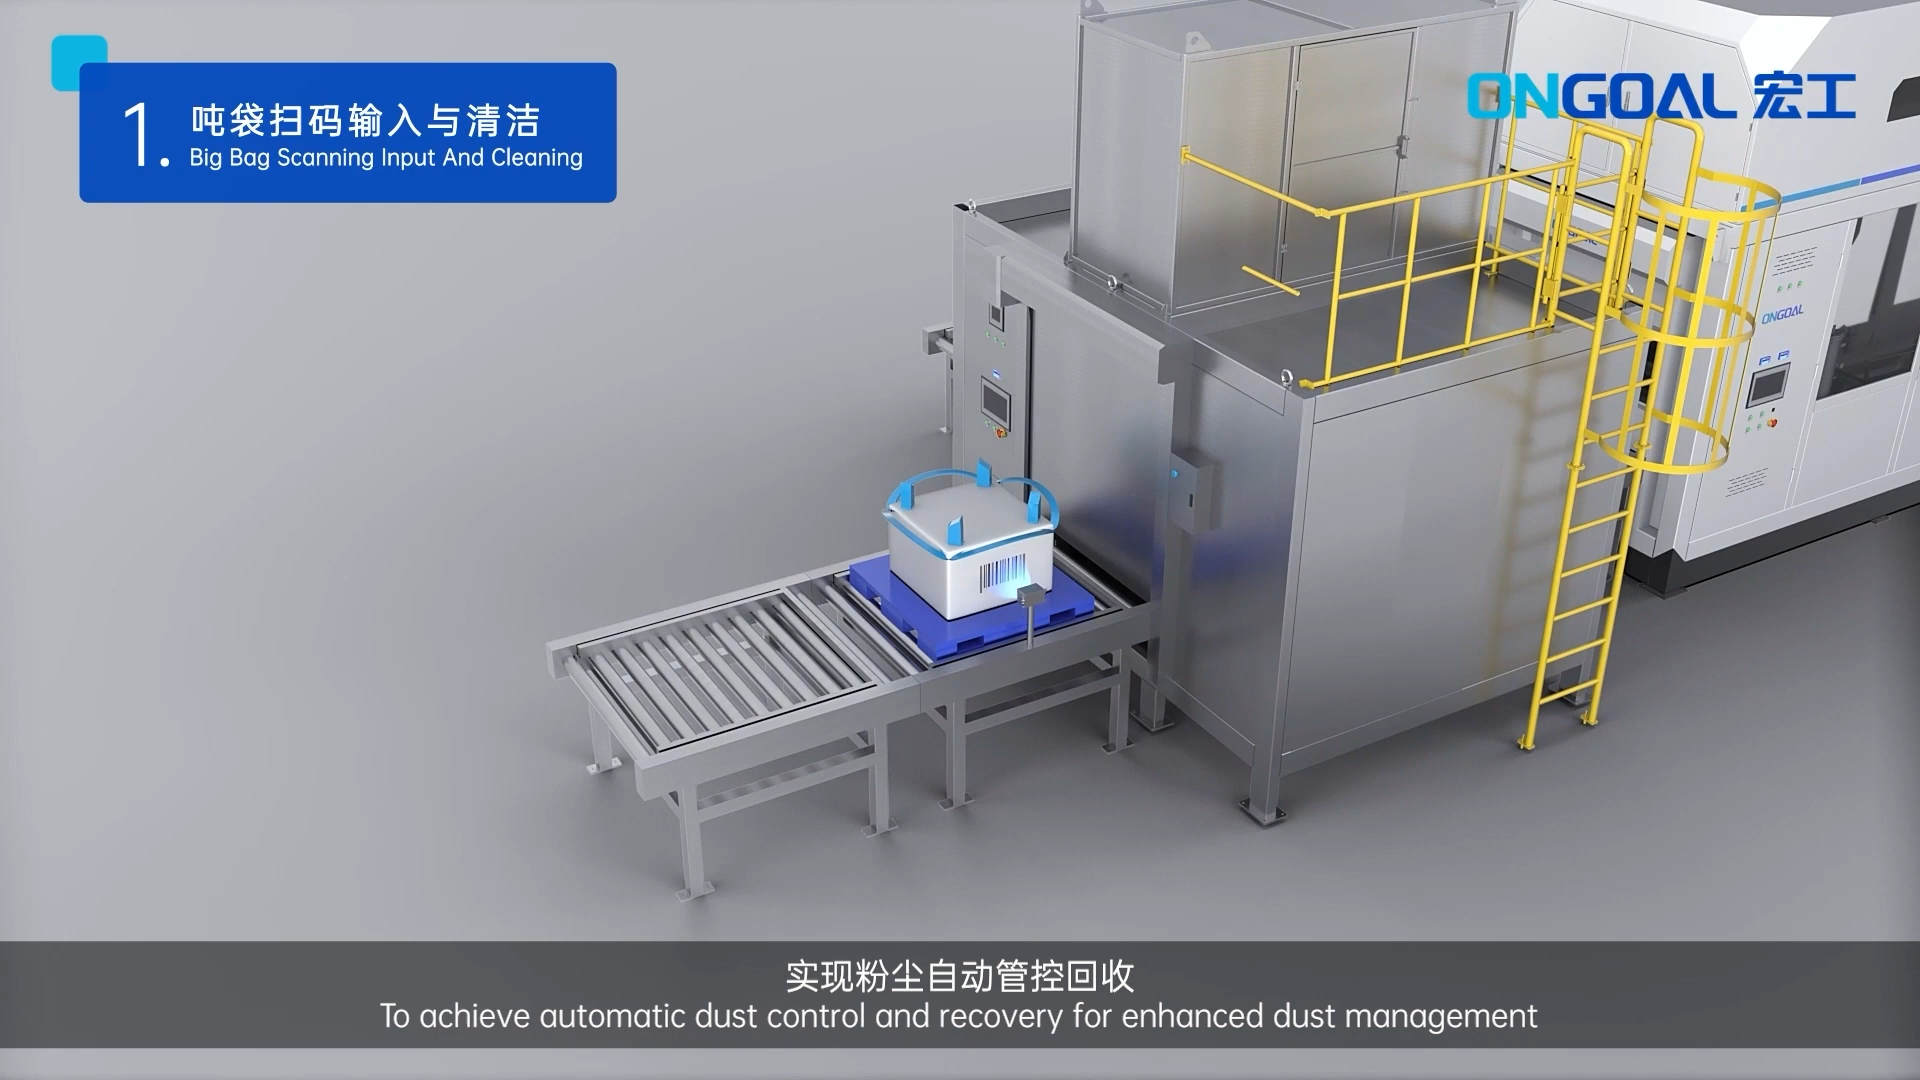 1.
吨袋扫码输入与清洁
Big Bag Scanning Input And Cleaning
ONGOAL 宏工
ONGOAL
实现粉尘自动管控回收
To achieve automatic dust control and recovery for enhanced dust management